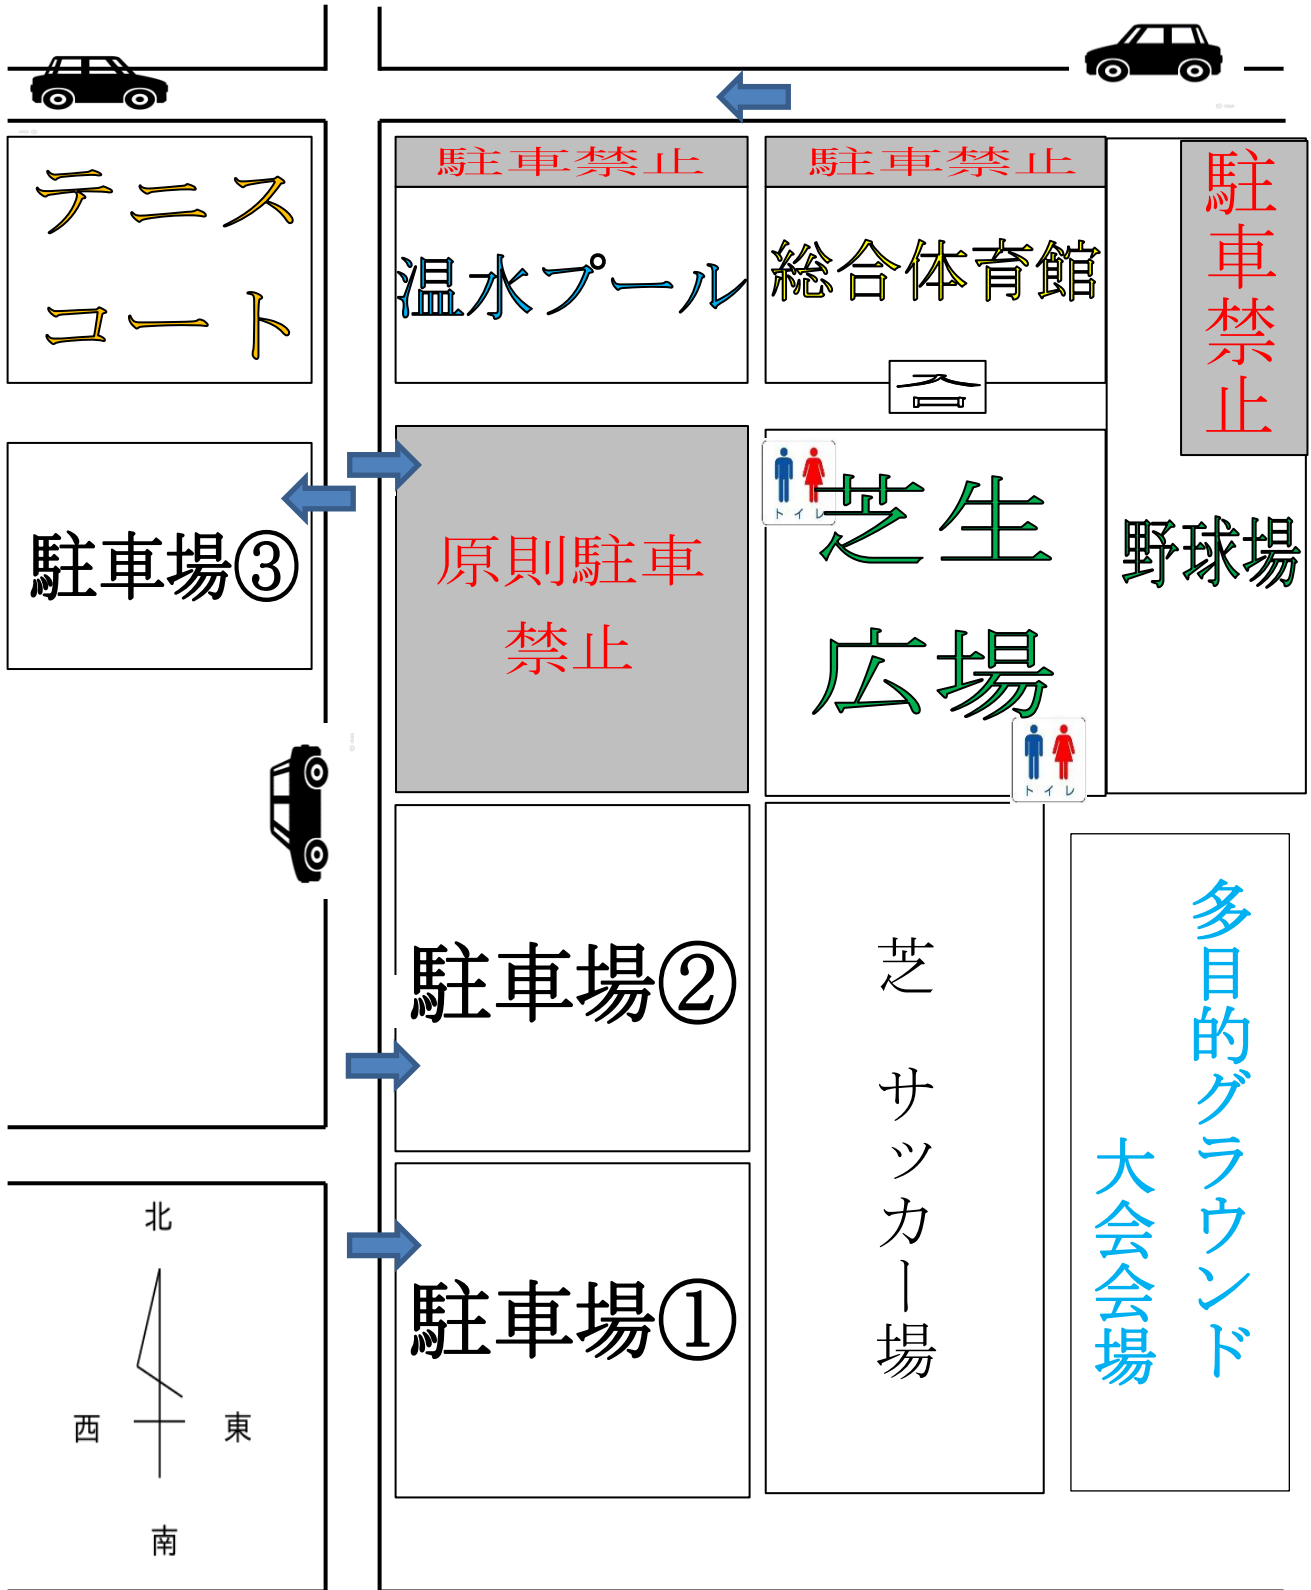 駐車禁止
駐車禁止
駐車禁止
テニス
コート
温水プール
総合体育館
トイレ
芝生
広場
トイレ
野球場
駐車場③
原則駐車
禁止
駐車場②
芝 サッカー場
多目的グラウンド
大会会場
駐車場①
北
西
東
南